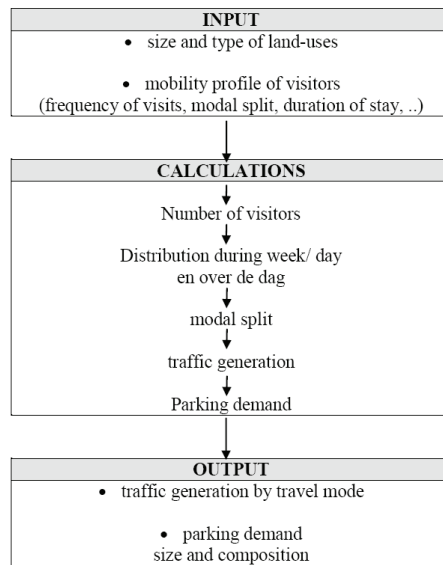 INPUT
• size and type of land-uses
• mobility profile of visitors
(frequency of visits, modal split, duration of stay, ..)
CALCULATIONS
Number of visitors
Distribution during week/ day
en over de dag
modal split
traffic generation
Parking demand
OUTPUT
• traffic generation by travel mode
• parking demand
size and composition